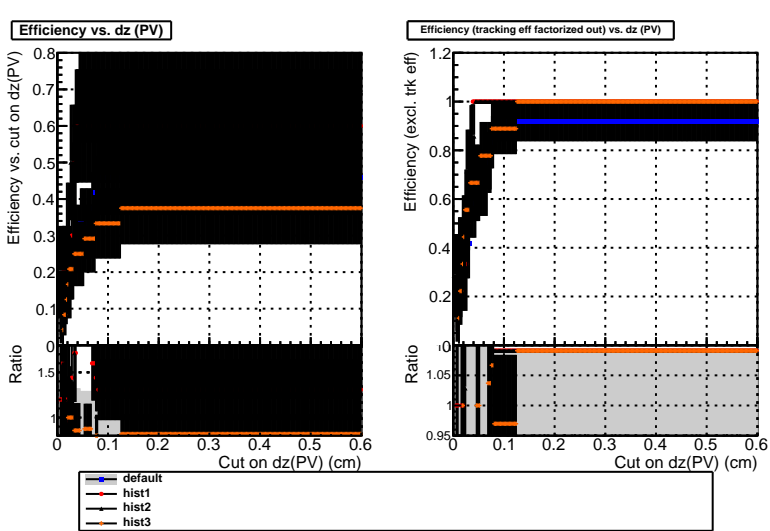 Efficiency vs. dz (PV)
Efficiency vs. cut on dz(PV)
0.8
0.7
0.6
0.5
0.4
0.3
0.2
0.1
0
Ratio
1.5
1
0 0.1 0.2 0.3 0.4 0.5 0.6
Cut on dz(PV) (cm)
Efficiency (tracking eff factorized out) vs. dz (PV)
Efficiency (excl. trk eff)
1.2
1
0.8
0.6
0.4
0.2
Ratio
1.05
1
0.95
0 0.1 0.2 0.3 0.4 0.5 0.6
Cut on dz(PV) (cm)
default
hist1
hist2
hist3